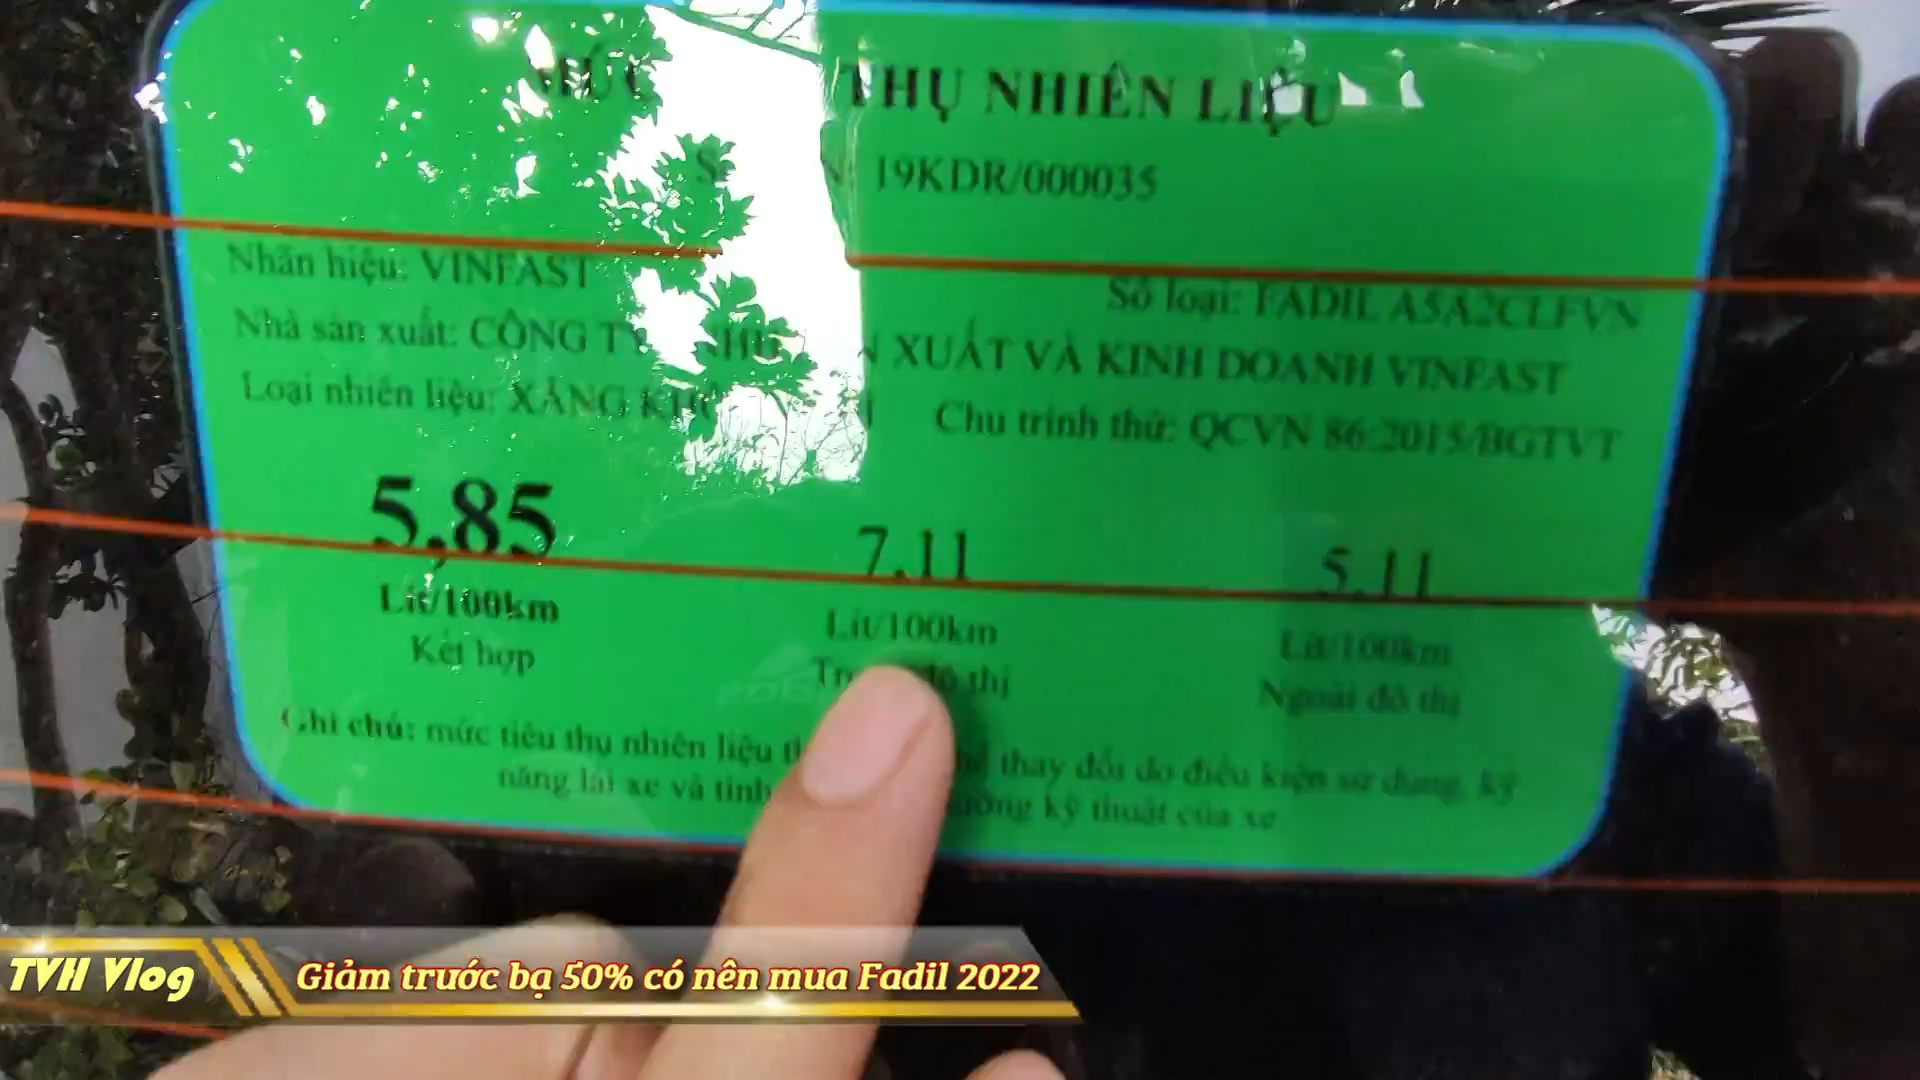 THỤ NHIÊN LIỆU
19KDR/000035
Nhãn hiệu: VINFAST
Số loại: FADIL A5A2CLFVN
Nhà sản xuất: CÔNG TY XUẤT VÀ KINH DOANH VINFAST
Loại nhiên liệu: XĂNG
Chu trình thử: QCVN 86:2015/BGTVT
5,85
7,11
5,11
Lít/100km
Lít/100km
Lít/100km
Kết hợp
đô thị
Ngoài đô thị
Ghi chú: mức tiêu thụ nhiên liệu thay đổi do điều kiện sử dụng, kỹ
năng lái xe và tình kỹ thuật của xe
TVH Vlog
Giảm trước bạ 50% có nên mua Fadil 2022